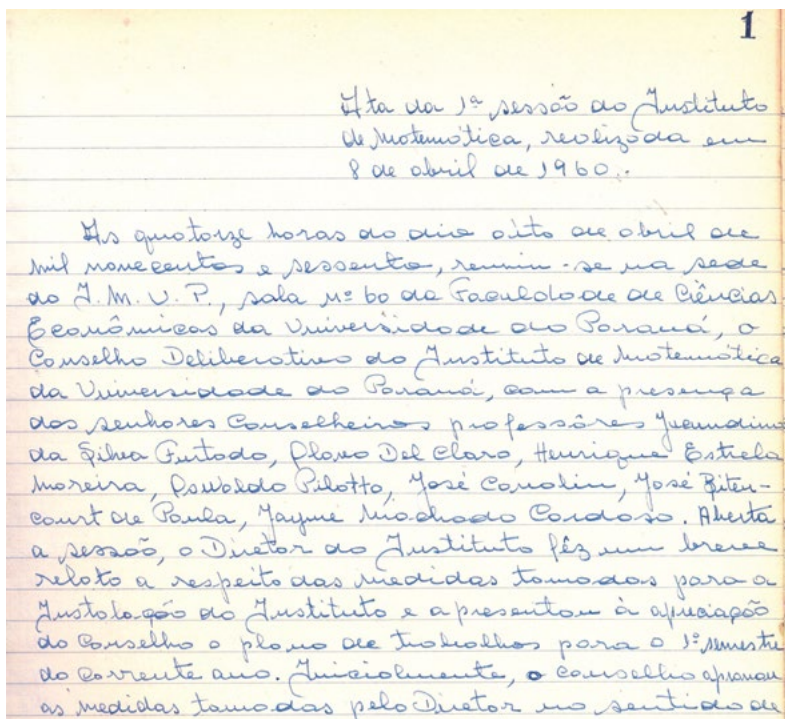 1
Ata da 1ª sessão do Instituto
de Matemática, realizada em
8 de abril de 1960.
Às quatorze horas do dia oito de abril de
mil novecentos e sessenta, reuniu-se na sede
do I. M. U. P., sala nº 60 da Faculdade de Ciências
Econômicas da Universidade do Paraná, o
Conselho Deliberativo do Instituto de Matemática
da Universidade do Paraná, com a presença
dos senhores Conselheiros professôres Jucundino
da Silva Furtado, Olavo Del Claro, Henrique Estrela
Moreira, Osvaldo Pilotto, José Canolin, José Biten-
court de Paula, Jayme Machado Cardoso. Aberta
a sessão, o Diretor do Instituto fêz um breve
relato a respeito das medidas tomadas para a
Instalação do Instituto e apresentou à apreciação
do Conselho o plano de trabalhos para o 1º semestre
do corrente ano. Inicialmente, o conselho aprovou
as medidas tomadas pelo Diretor no sentido de